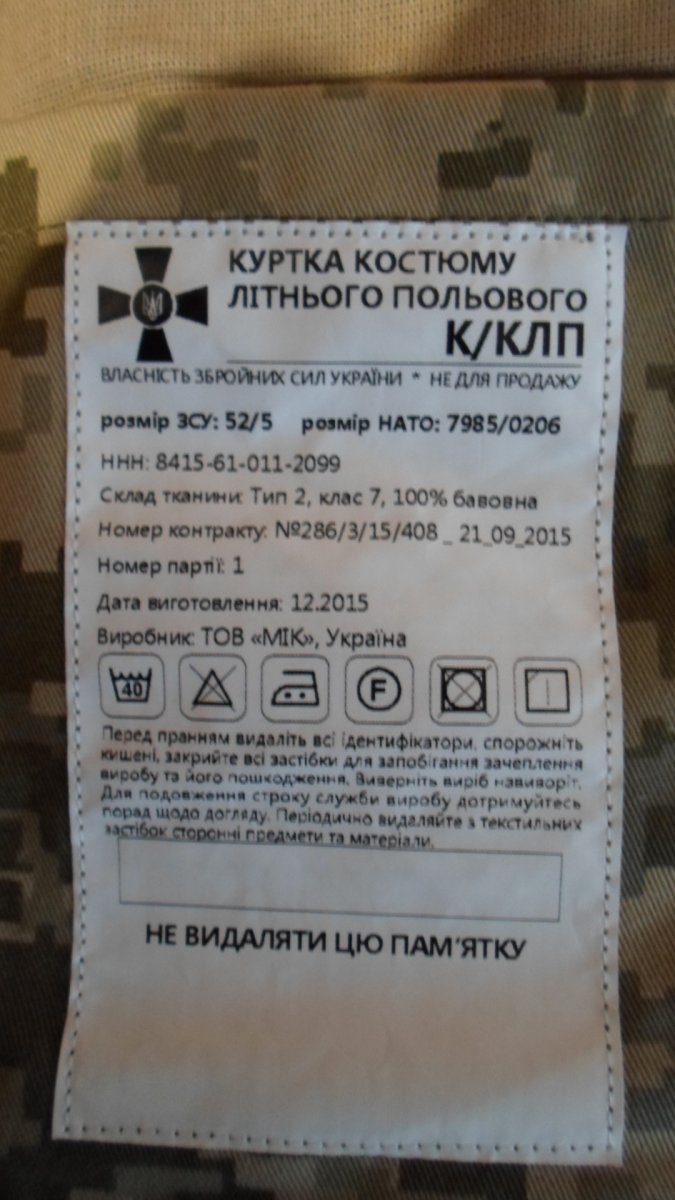 КУРТКА КОСТЮМУ
ЛІТНЬОГО ПОЛЬОВОГО
К/КЛП
ВЛАСНІСТЬ ЗБРОЙНИХ СИЛ УКРАЇНИ * НЕ ДЛЯ ПРОДАЖУ
розмір ЗСУ: 52/5 розмір НАТО: 7985/0206
ННН: 8415-61-011-2099
Склад тканини: Тип 2, клас 7, 100% бавовна
Номер контракту: №286/3/15/408 _ 21_09_2015
Номер партії: 1
Дата виготовлення: 12.2015
Виробник: ТОВ «МІК», Україна
40 F
Перед пранням видаліть всі ідентифікатори, спорожніть
кишені, закрийте всі застібки для запобігання зачеплення
виробу та його пошкодження. Виверніть виріб навиворіт.
Для подовження строку служби виробу дотримуйтесь
порад щодо догляду. Періодично видаляйте з текстильних
застібок сторонні предмети та матеріали.
НЕ ВИДАЛЯТИ ЦЮ ПАМ'ЯТКУ